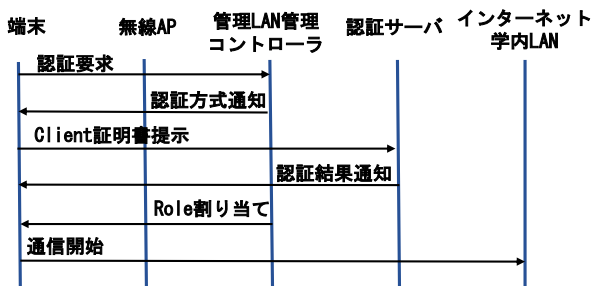 端末
無線AP
管理LAN管理
コントローラ
認証サーバ
インターネット
学内LAN
認証要求
認証方式通知
Client証明書提示
認証結果通知
Role割り当て
通信開始